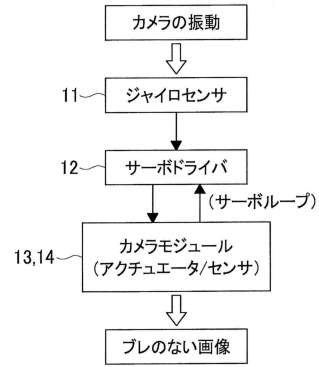 カメラの振動
11
ジャイロセンサ
12
サーボドライバ
(サーボループ)
13,14
カメラモジュール
(アクチュエータ/センサ)
ブレのない画像